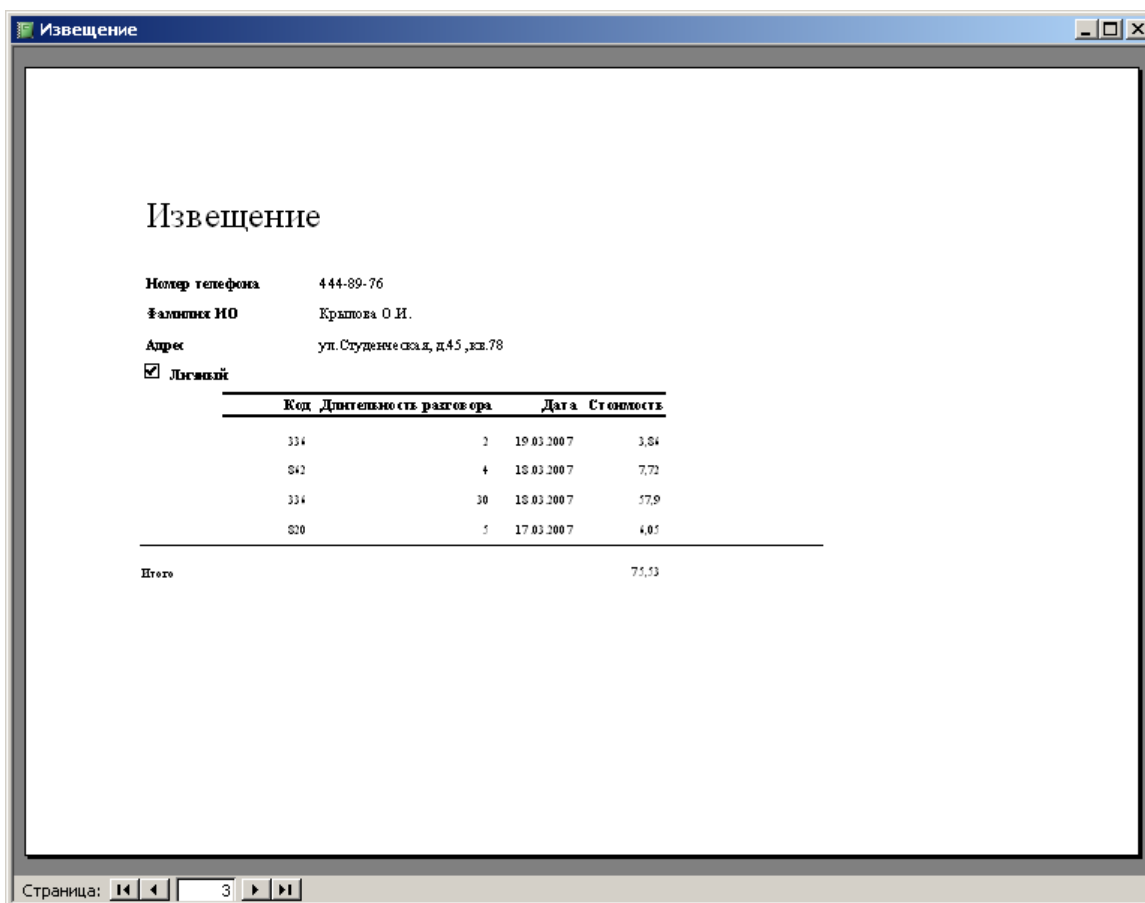 Извещение
Извещение
Номер телефона 444-89-76
Фамилия ИО Крылова О.И.
Адрес ул.Студенческая, д.45 ,кв.78
Личный
Код Длительность разговора Дата Стоимость
336 2 19.03.2007 3,86
862 4 18.03.2007 7,72
336 30 18.03.2007 57,9
820 5 17.03.2007 6,05
Итого 75,53
Страница: 3